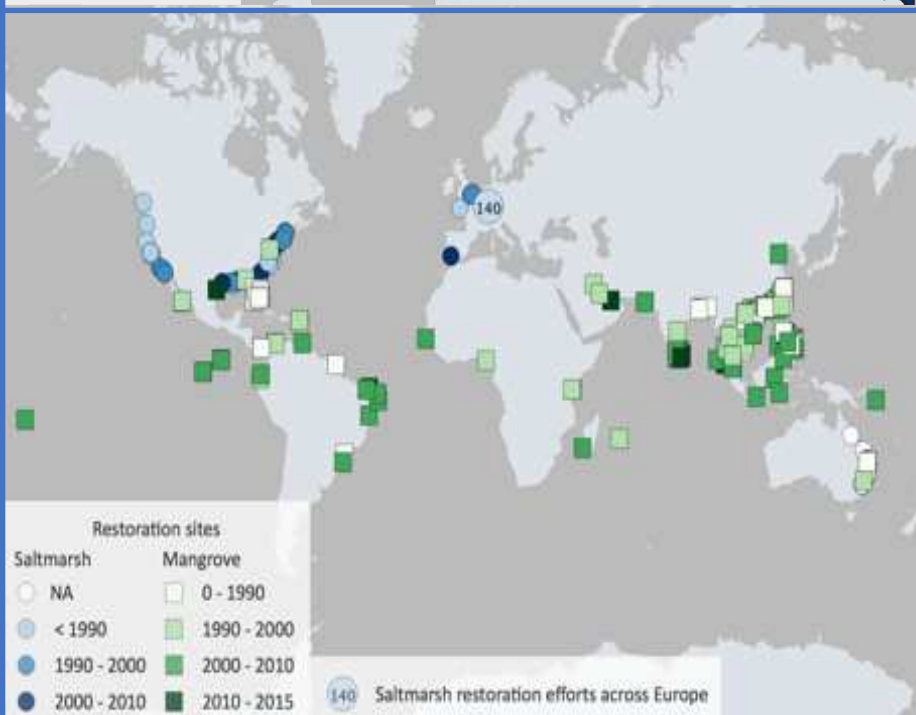 140
Restoration sites
Saltmarsh Mangrove
NA 0 - 1990
< 1990 1990 - 2000
1990 - 2000 2000 - 2010
2000 - 2010 2010 - 2015
140 Saltmarsh restoration efforts across Europe